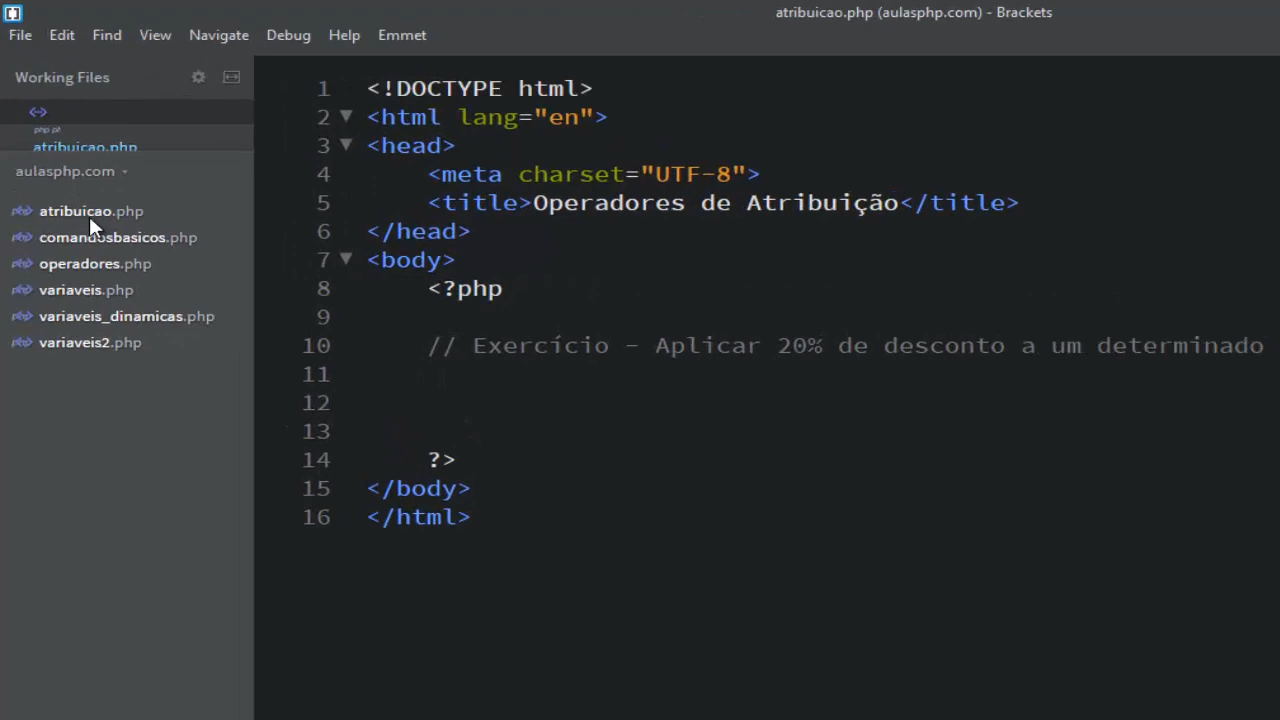 atribuicao.php (aulasphp.com) - Brackets
File Edit Find View Navigate Debug Help Emmet
Working Files
atribuicao.php
aulasphp.com
atribuicao.php
comandosbasicos.php
operadores.php
variaveis.php
variaveis_dinamicas.php
variaveis2.php
1 <!DOCTYPE html>
2 <html lang="en">
3 <head>
4 <meta charset="UTF-8">
5 <title>Operadores de Atribuição</title>
6 </head>
7 <body>
8 <?php
9
10 // Exercício - Aplicar 20% de desconto a um determinado
11
12
13
14 ?>
15 </body>
16 </html>